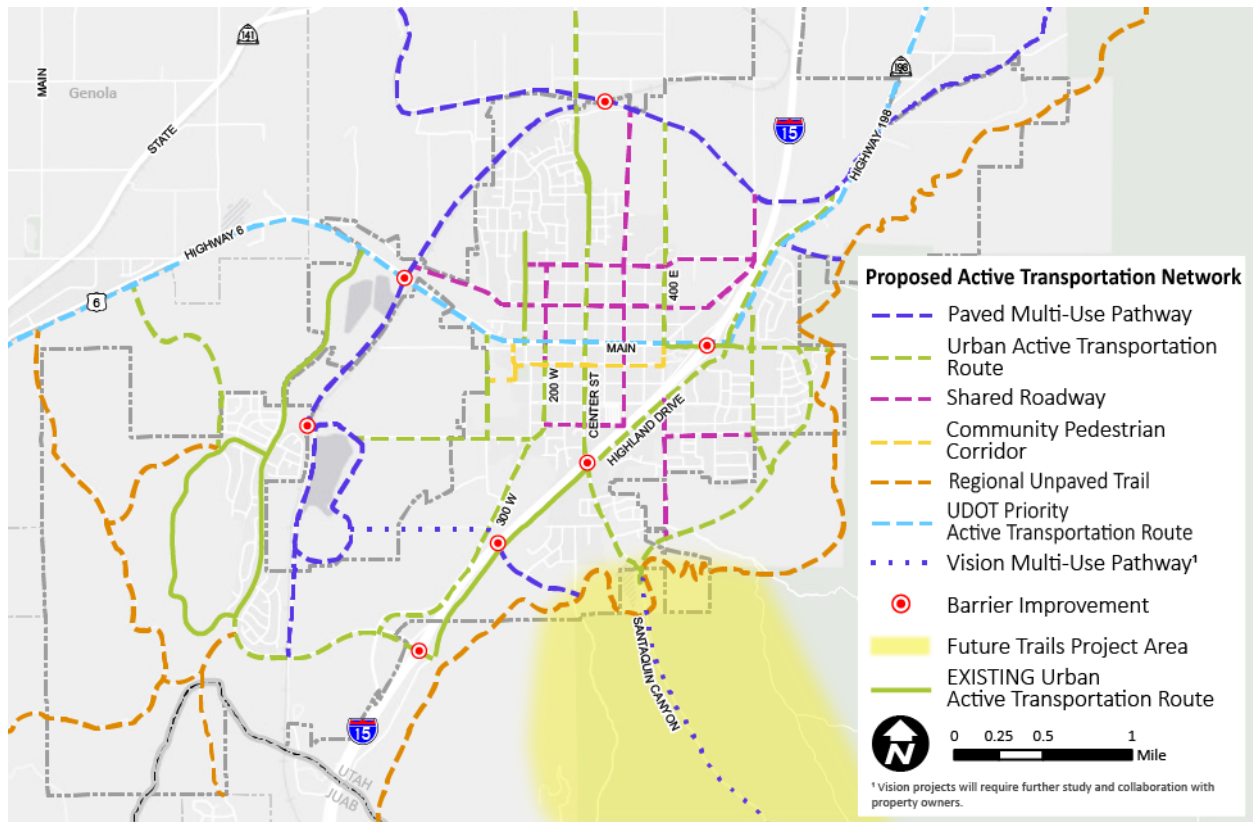 141
MAIN
Genola
STATE
198
15
HIGHWAY 198
HIGHWAY 6
6
400 E
MAIN
200 W
CENTER ST
HIGHLAND DRIVE
300 W
SANTAQUIN CANYON
15
UTAH
JUAB
Proposed Active Transportation Network
Paved Multi-Use Pathway
Urban Active Transportation
Route
Shared Roadway
Community Pedestrian
Corridor
Regional Unpaved Trail
UDOT Priority
Active Transportation Route
Vision Multi-Use Pathway¹
Barrier Improvement
Future Trails Project Area
EXISTING Urban
Active Transportation Route
N
0 0.25 0.5 1
Mile
¹ Vision projects will require further study and collaboration with
property owners.